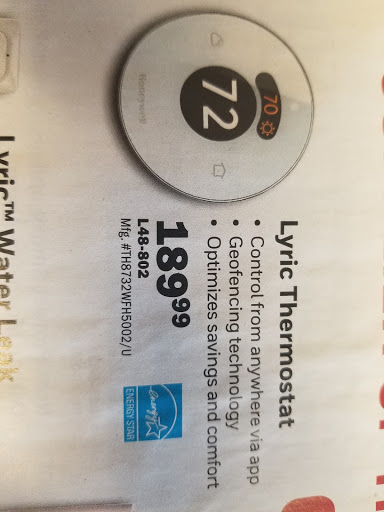 Honeywell
70
72
Lyric Thermostat
• Control from anywhere via app
• Geofencing technology
• Optimizes savings and comfort
189⁹⁹
L48-802
Mfg. #TH8732WFH5002/U
energy
ENERGY STAR
Lyric™ Water Leak